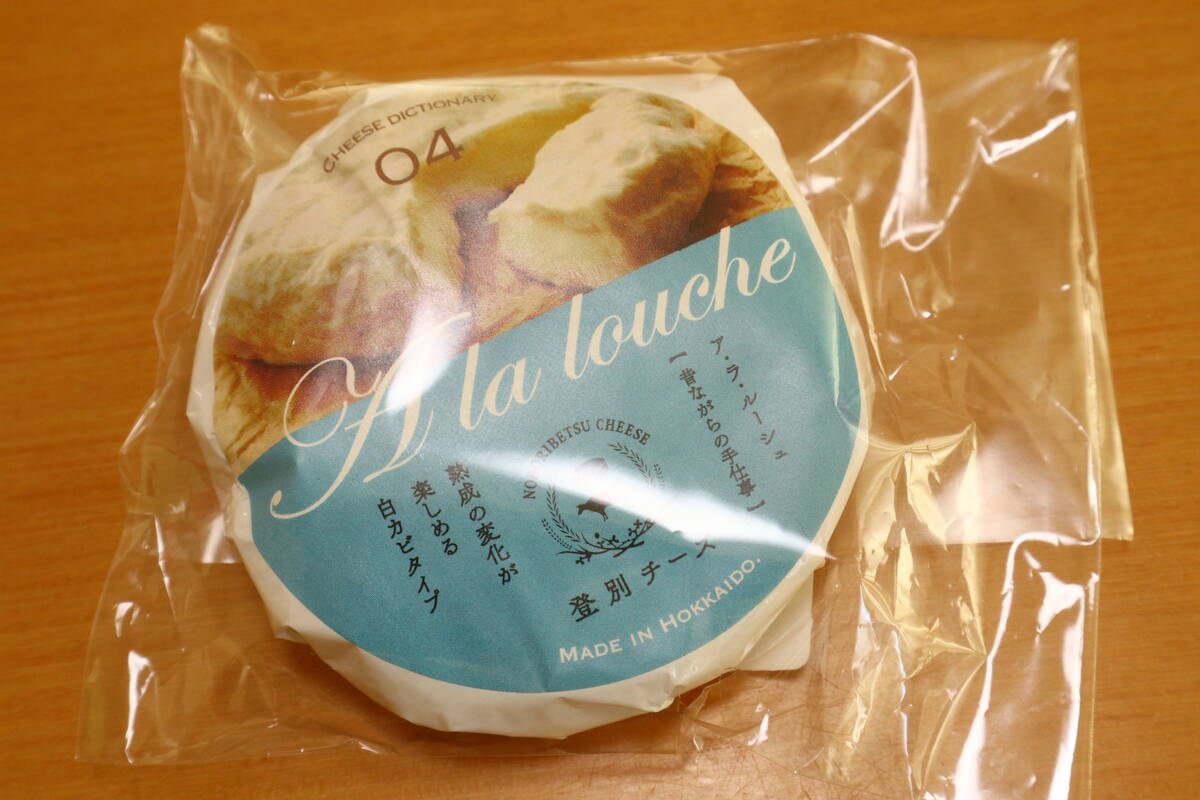 CHEESE DICTIONARY
04
A la louche
ア・ラ・ルーシュ
【昔ながらの手仕事】
NOBORIBETSU CHEESE
熟成の変化が
楽しめる
白カビタイプ
登別チーズ
MADE IN HOKKAIDO.